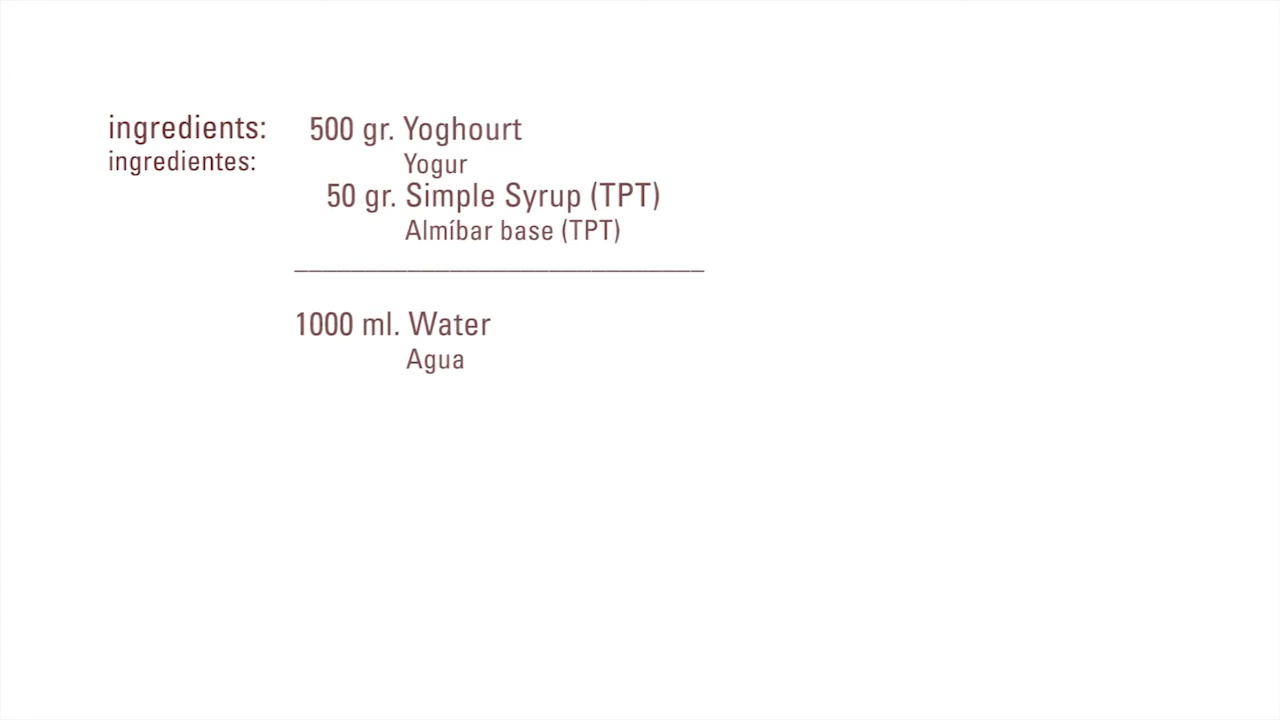 ingredients: 500 gr. Yoghourt
ingredientes: Yogur
50 gr. Simple Syrup (TPT)
Almíbar base (TPT)
1000 ml. Water
Agua